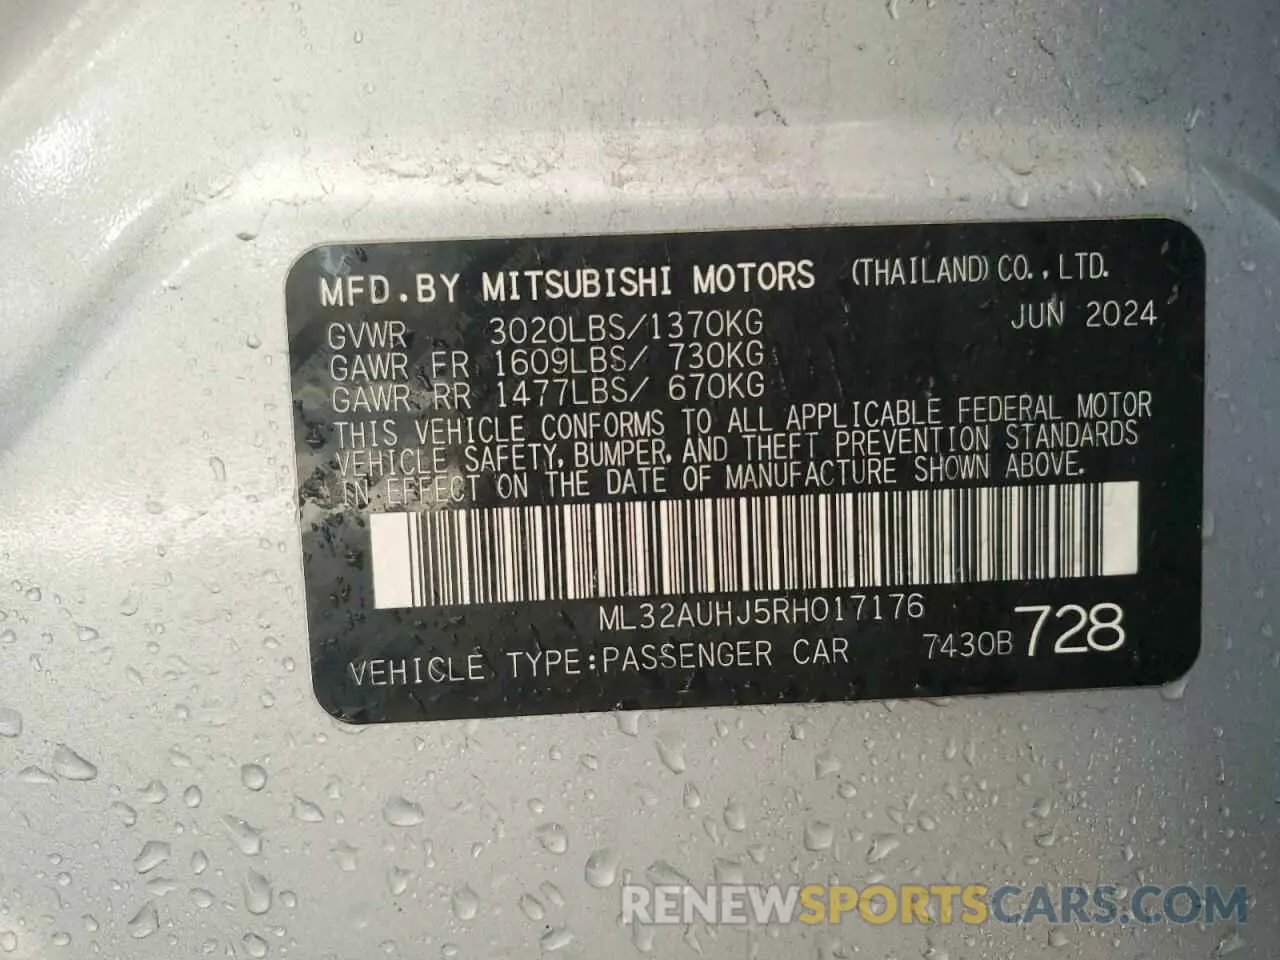 MFD.BY MITSUBISHI MOTORS (THAILAND) CO.,LTD.
GVWR 3020LBS/1370KG JUN 2024
GAWR FR 1609LBS/ 730KG
GAWR RR 1477LBS/ 670KG
THIS VEHICLE CONFORMS TO ALL APPLICABLE FEDERAL MOTOR
VEHICLE SAFETY, BUMPER, AND THEFT PREVENTION STANDARDS
IN EFFECT ON THE DATE OF MANUFACTURE SHOWN ABOVE.
ML32AUHJ5RH017176
VEHICLE TYPE:PASSENGER CAR 7430B 728
RENEWSPORTSCARS.COM